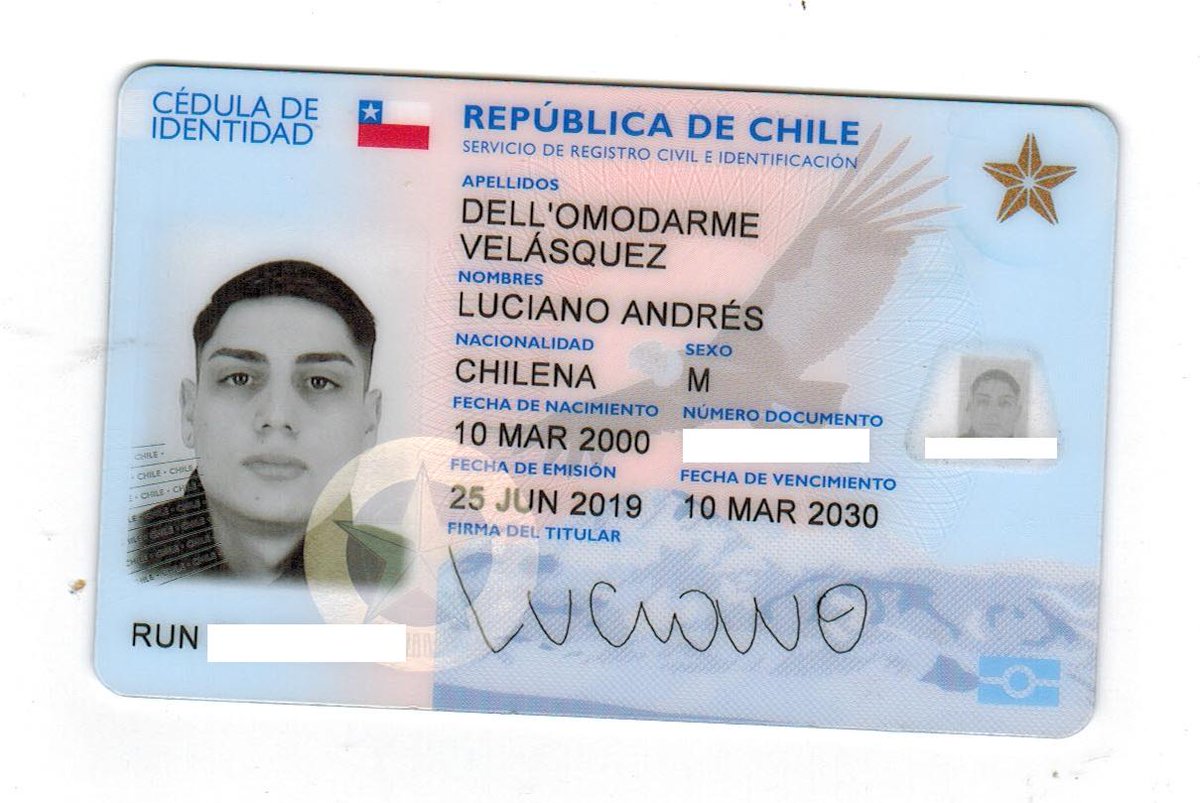 CÉDULA DE
IDENTIDAD
REPÚBLICA DE CHILE
SERVICIO DE REGISTRO CIVIL E IDENTIFICACIÓN
APELLIDOS
DELL'OMODARME
VELÁSQUEZ
NOMBRES
LUCIANO ANDRÉS
NACIONALIDAD SEXO
CHILENA M
FECHA DE NACIMIENTO NÚMERO DOCUMENTO
10 MAR 2000
FECHA DE EMISIÓN FECHA DE VENCIMIENTO
25 JUN 2019 10 MAR 2030
FIRMA DEL TITULAR
Luciano
CHILE •
• CHILE • CHILE
RUN